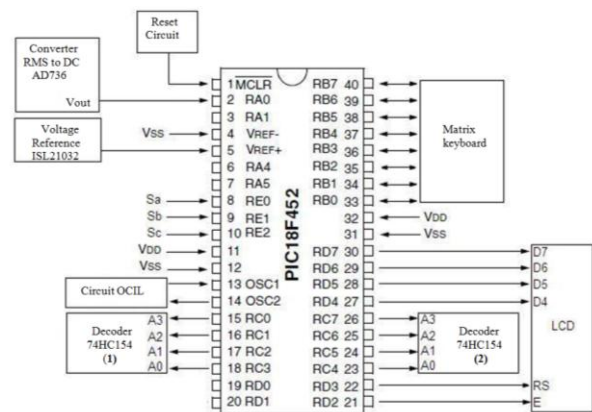 Reset
Circuit
Converter
RMS to DC
AD736
Vout
Voltage
Reference
ISL21032
VSS
Sa
Sb
Sc
VDD
VSS
Circuit OCIL
A3
A2
A1
A0
Decoder
74HC154
(1)
1 MCLR
2 RA0
3 RA1
4 VREF-
5 VREF+
6 RA4
7 RA5
8 RE0
9 RE1
10 RE2
11
12
13 OSC1
14 OSC2
15 RC0
16 RC1
17 RC2
18 RC3
19 RD0
20 RD1
PIC18F452
RB7 40
RB6 39
RB5 38
RB4 37
RB3 36
RB2 35
RB1 34
RB0 33
32
31
RD7 30
RD6 29
RD5 28
RD4 27
RC7 26
RC6 25
RC5 24
RC4 23
RD3 22
RD2 21
Matrix
keyboard
VDD
VSS
A3
A2
A1
A0
Decoder
74HC154
(2)
D7
D6
D5
D4
LCD
RS
E